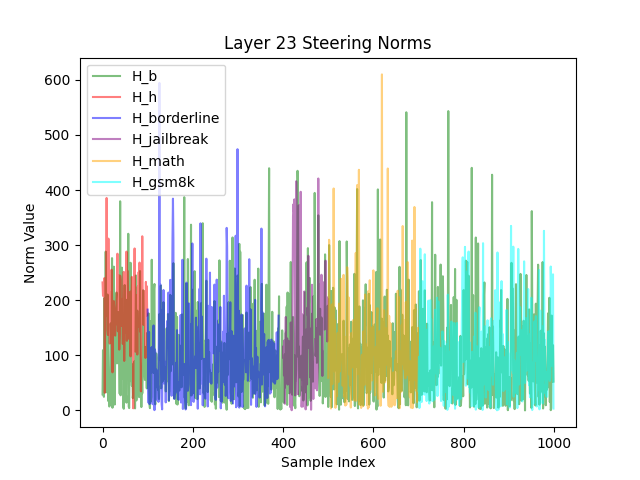 Layer 23 Steering Norms
H_b
H_h
H_borderline
H_jailbreak
H_math
H_gsm8k
Norm Value
600
500
400
300
200
100
0
0 200 400 600 800 1000
Sample Index